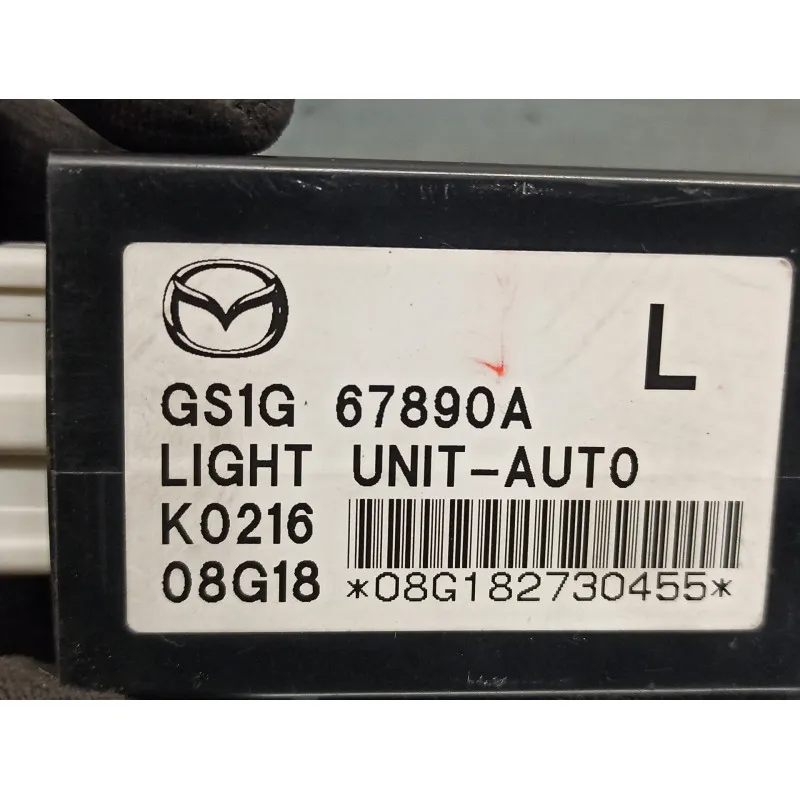 L
GS1G 67890A
LIGHT UNIT-AUTO
K0216
08G18 *08G182730455*